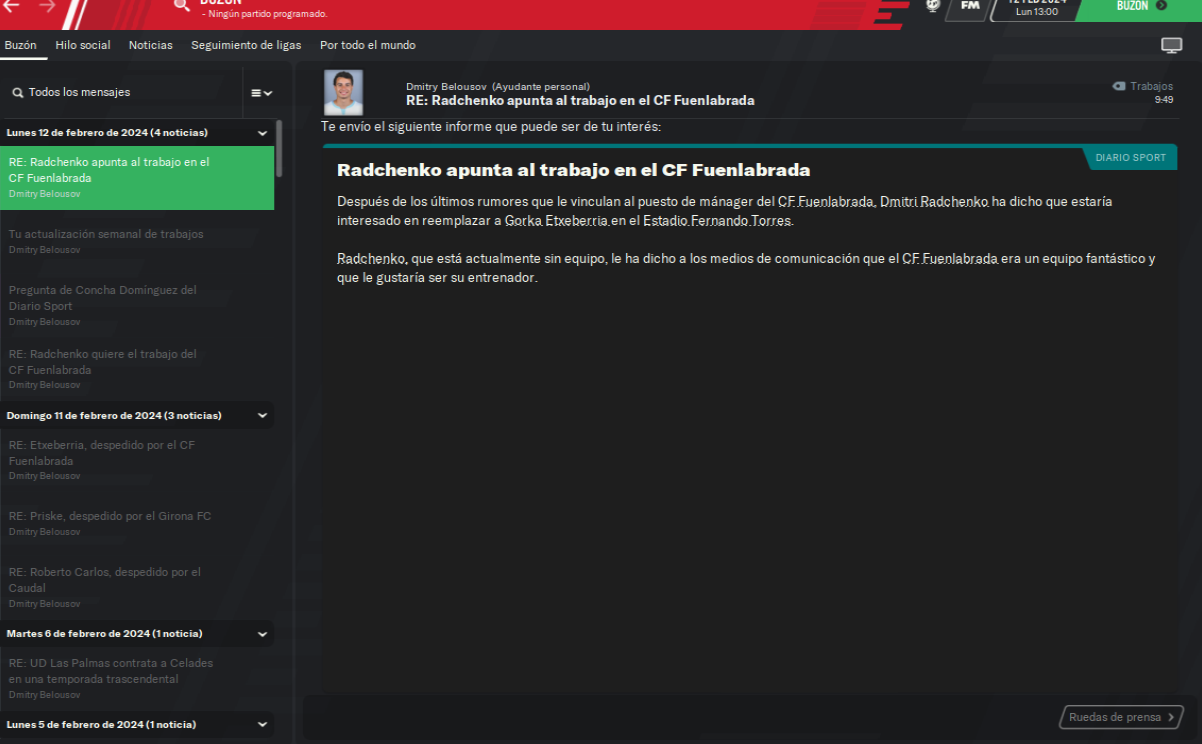 BUZÓN
- Ningún partido programado.
FM
12 FEB 2024
Lun 13:00
BUZÓN
Buzón
Hilo social
Noticias
Seguimiento de ligas
Por todo el mundo
Todos los mensajes
Lunes 12 de febrero de 2024 (4 noticias)
RE: Radchenko apunta al trabajo en el
CF Fuenlabrada
Dmitry Belousov
Tu actualización semanal de trabajos
Dmitry Belousov
Pregunta de Concha Domínguez del
Diario Sport
Dmitry Belousov
RE: Radchenko quiere el trabajo del
CF Fuenlabrada
Dmitry Belousov
Domingo 11 de febrero de 2024 (3 noticias)
RE: Etxeberria, despedido por el CF
Fuenlabrada
Dmitry Belousov
RE: Priske, despedido por el Girona FC
Dmitry Belousov
RE: Roberto Carlos, despedido por el
Caudal
Dmitry Belousov
Martes 6 de febrero de 2024 (1 noticia)
RE: UD Las Palmas contrata a Celades
en una temporada trascendental
Dmitry Belousov
Lunes 5 de febrero de 2024 (1 noticia)
Dmitry Belousov (Ayudante personal)
RE: Radchenko apunta al trabajo en el CF Fuenlabrada
Trabajos
9:49
Te envío el siguiente informe que puede ser de tu interés:
DIARIO SPORT
Radchenko apunta al trabajo en el CF Fuenlabrada
Después de los últimos rumores que le vinculan al puesto de mánager del CF Fuenlabrada, Dmitri Radchenko ha dicho que estaría
interesado en reemplazar a Gorka Etxeberria en el Estadio Fernando Torres.
Radchenko, que está actualmente sin equipo, le ha dicho a los medios de comunicación que el CF Fuenlabrada era un equipo fantástico y
que le gustaría ser su entrenador.
Ruedas de prensa